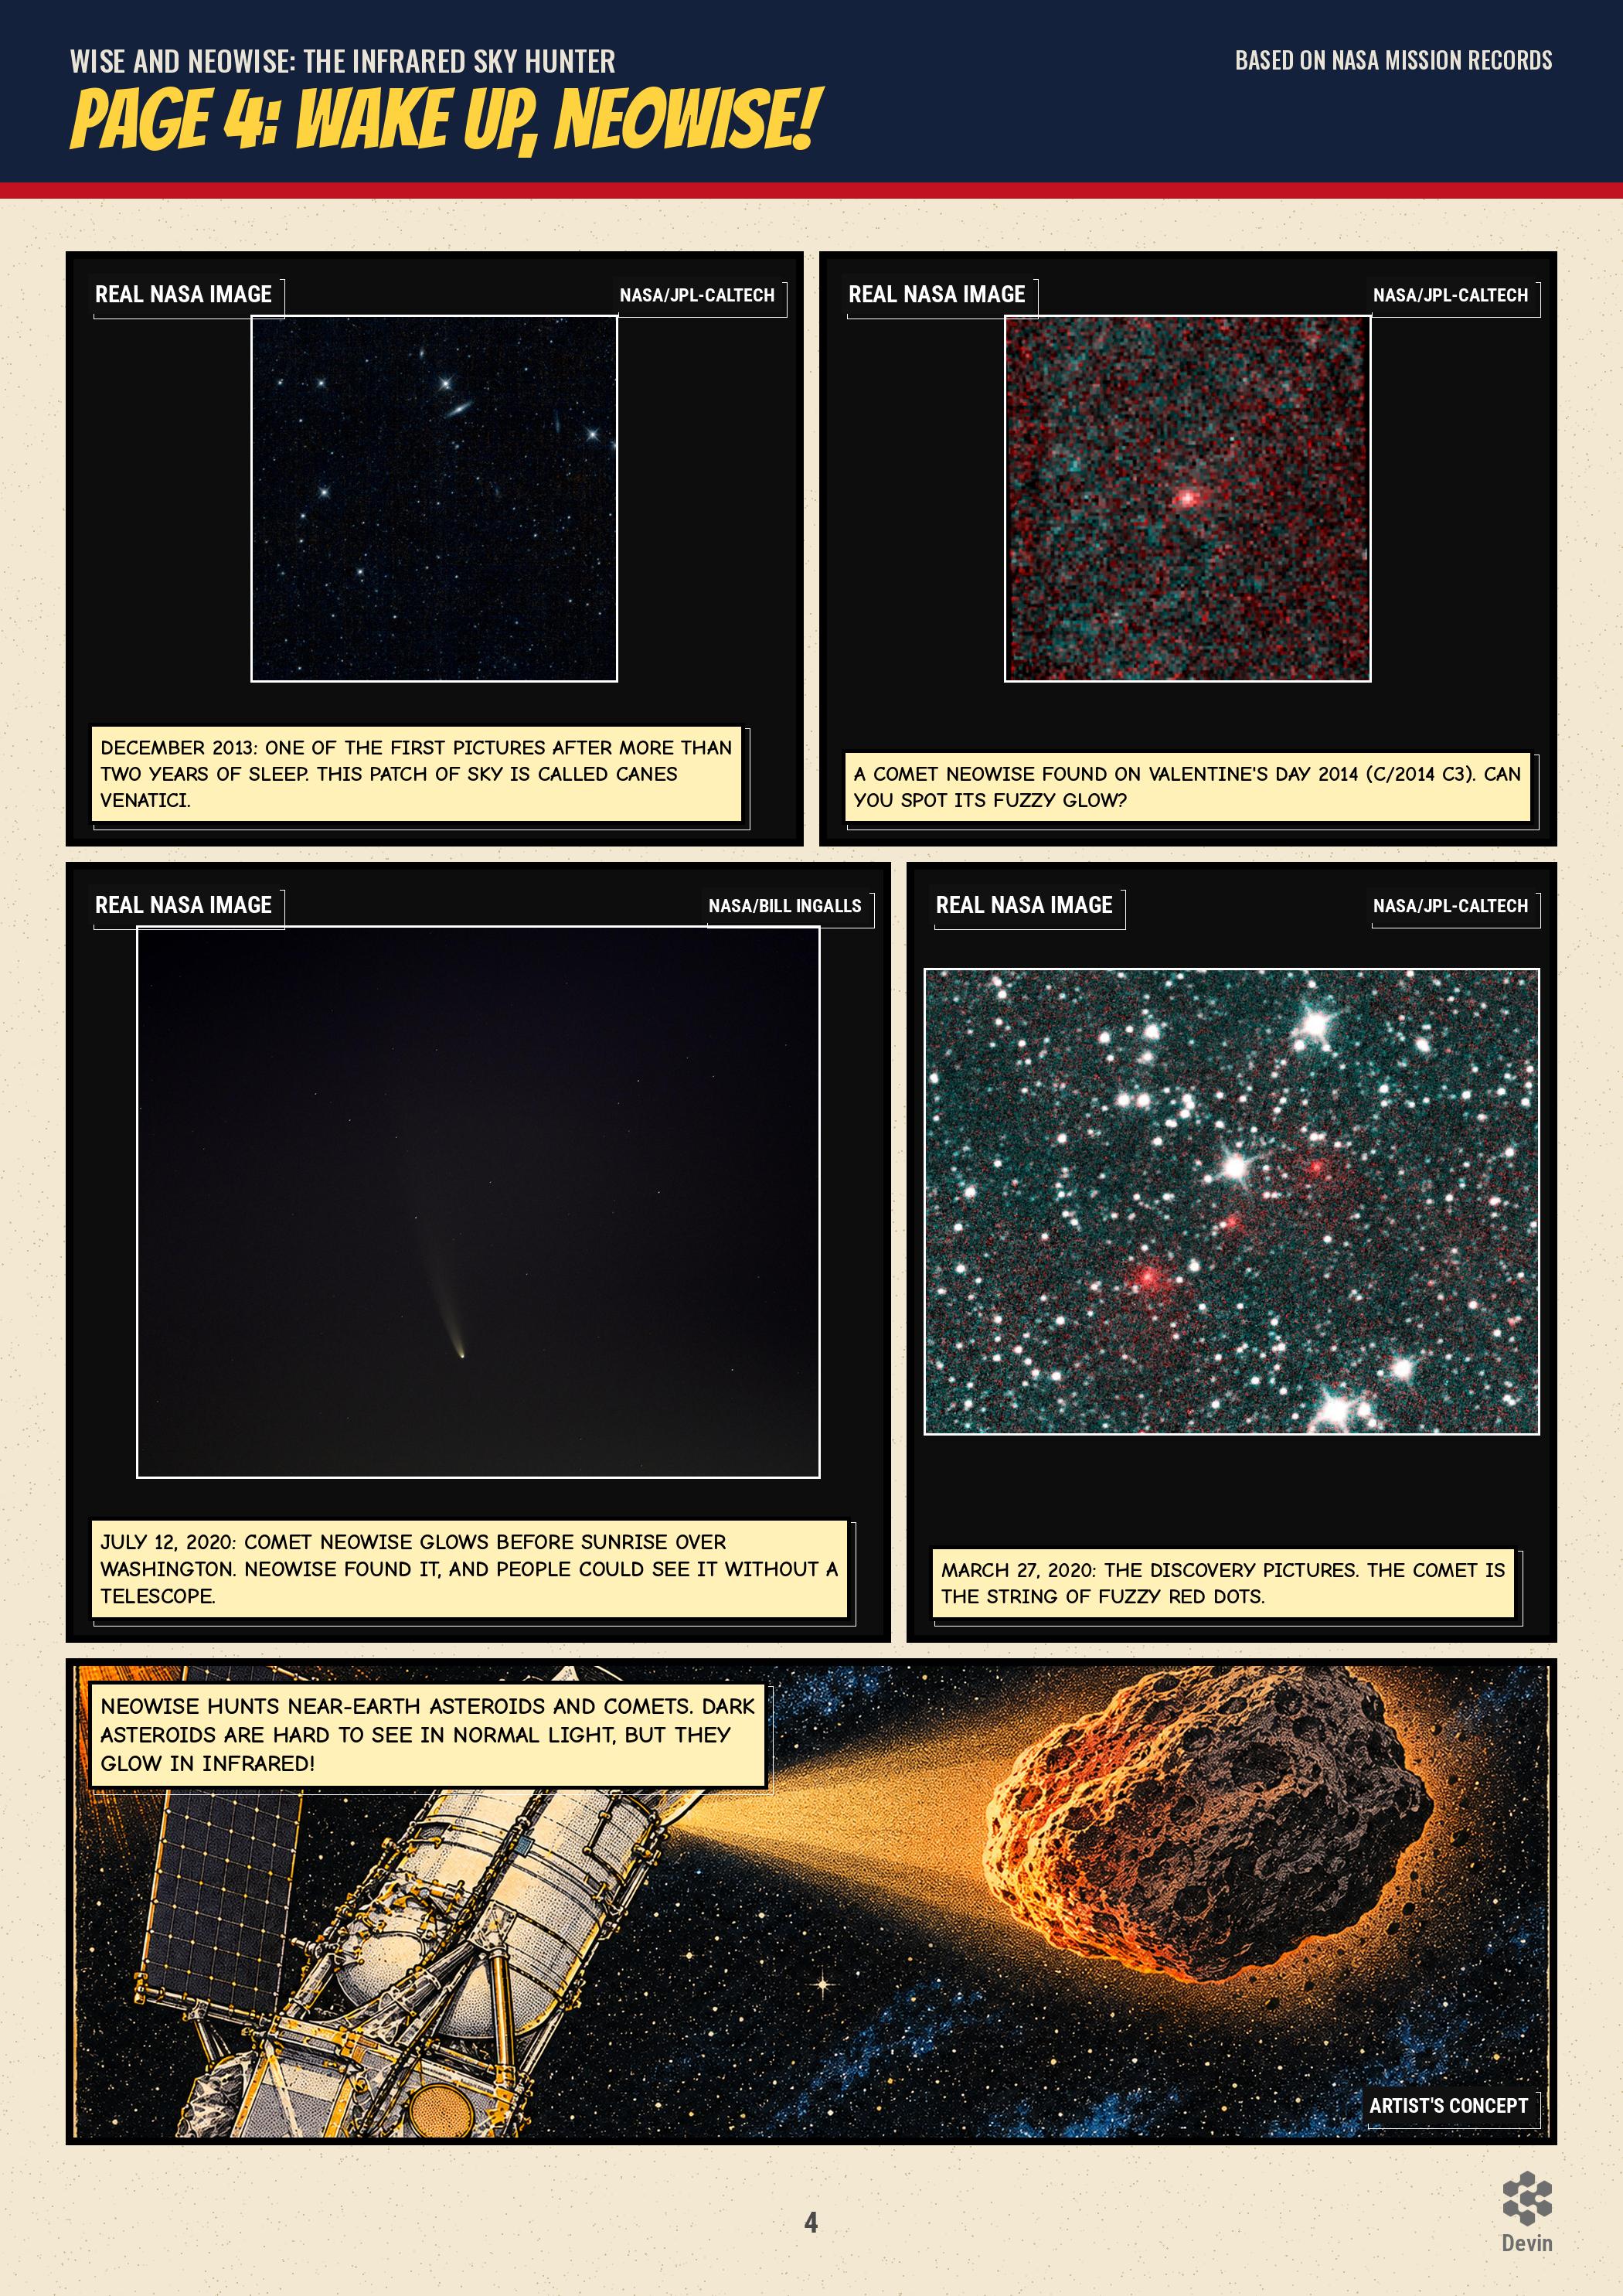 WISE AND NEOWISE: THE INFRARED SKY HUNTER
BASED ON NASA MISSION RECORDS
PAGE 4: WAKE UP, NEOWISE!
REAL NASA IMAGE
NASA/JPL-CALTECH
DECEMBER 2013: ONE OF THE FIRST PICTURES AFTER MORE THAN
TWO YEARS OF SLEEP. THIS PATCH OF SKY IS CALLED CANES
VENATICI.
REAL NASA IMAGE
NASA/JPL-CALTECH
A COMET NEOWISE FOUND ON VALENTINE'S DAY 2014 (C/2014 C3). CAN
YOU SPOT ITS FUZZY GLOW?
REAL NASA IMAGE
NASA/BILL INGALLS
JULY 12, 2020: COMET NEOWISE GLOWS BEFORE SUNRISE OVER
WASHINGTON. NEOWISE FOUND IT, AND PEOPLE COULD SEE IT WITHOUT A
TELESCOPE.
REAL NASA IMAGE
NASA/JPL-CALTECH
MARCH 27, 2020: THE DISCOVERY PICTURES. THE COMET IS
THE STRING OF FUZZY RED DOTS.
NEOWISE HUNTS NEAR-EARTH ASTEROIDS AND COMETS. DARK
ASTEROIDS ARE HARD TO SEE IN NORMAL LIGHT, BUT THEY
GLOW IN INFRARED!
ARTIST'S CONCEPT
4
Devin